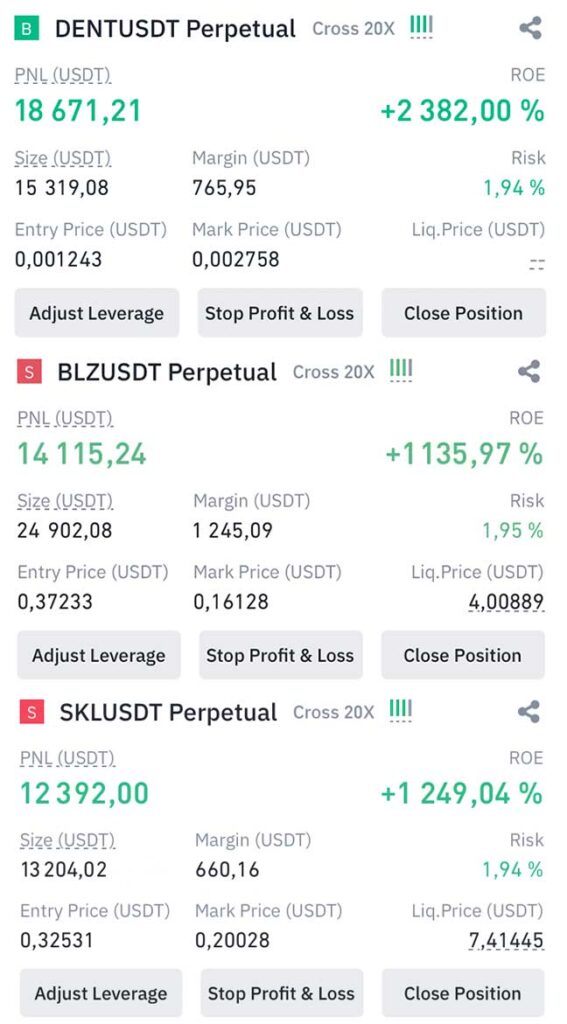 B DENTUSDT Perpetual Cross 20X
PNL (USDT) ROE
18 671,21 +2 382,00 %
Size (USDT) Margin (USDT) Risk
15 319,08 765,95 1,94 %
Entry Price (USDT) Mark Price (USDT) Liq.Price (USDT)
0,001243 0,002758 --
Adjust Leverage Stop Profit & Loss Close Position
S BLZUSDT Perpetual Cross 20X
PNL (USDT) ROE
14 115,24 +1135,97 %
Size (USDT) Margin (USDT) Risk
24 902,08 1 245,09 1,95 %
Entry Price (USDT) Mark Price (USDT) Liq.Price (USDT)
0,37233 0,16128 4,00889
Adjust Leverage Stop Profit & Loss Close Position
S SKLUSDT Perpetual Cross 20X
PNL (USDT) ROE
12 392,00 +1 249,04 %
Size (USDT) Margin (USDT) Risk
13 204,02 660,16 1,94 %
Entry Price (USDT) Mark Price (USDT) Liq.Price (USDT)
0,32531 0,20028 7,41445
Adjust Leverage Stop Profit & Loss Close Position